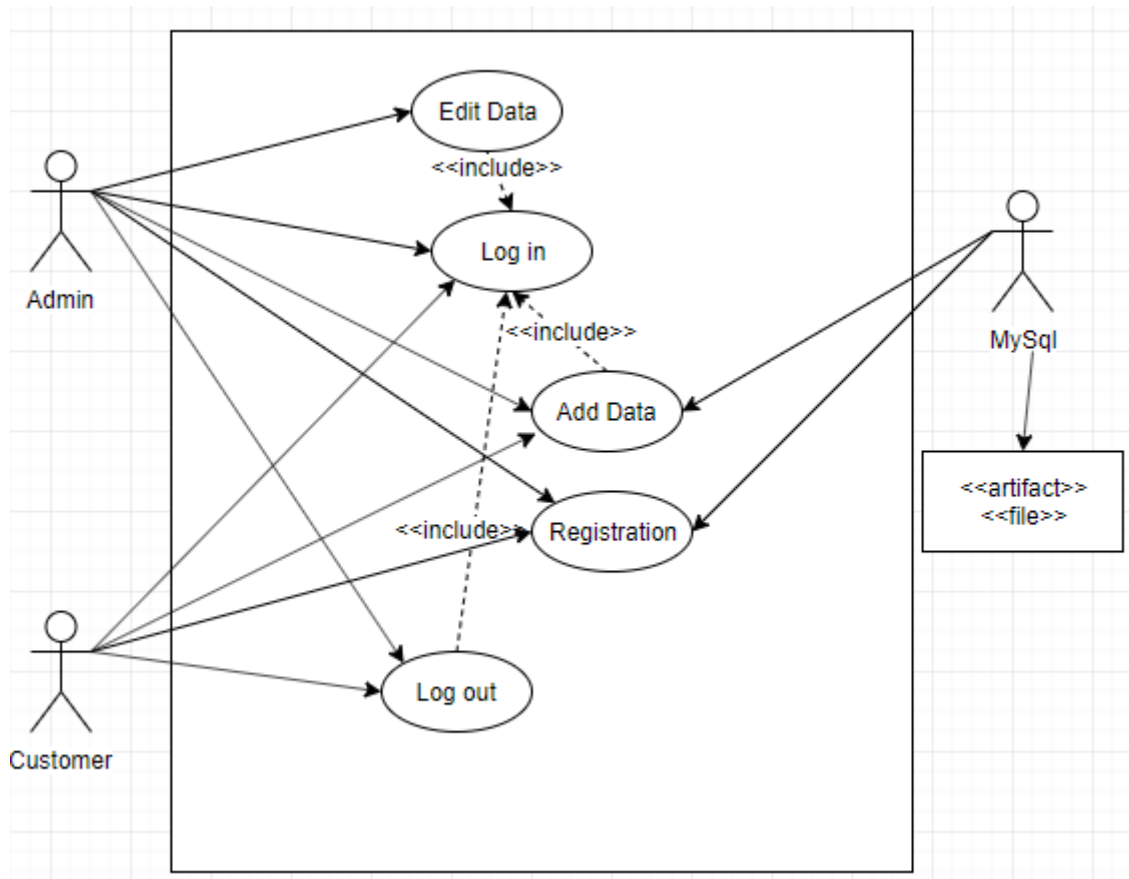 Edit Data
<<include>>
Log in
Admin
<<include>>
MySql
Add Data
<<artifact>>
<<file>>
<<include>>
Registration
Log out
Customer